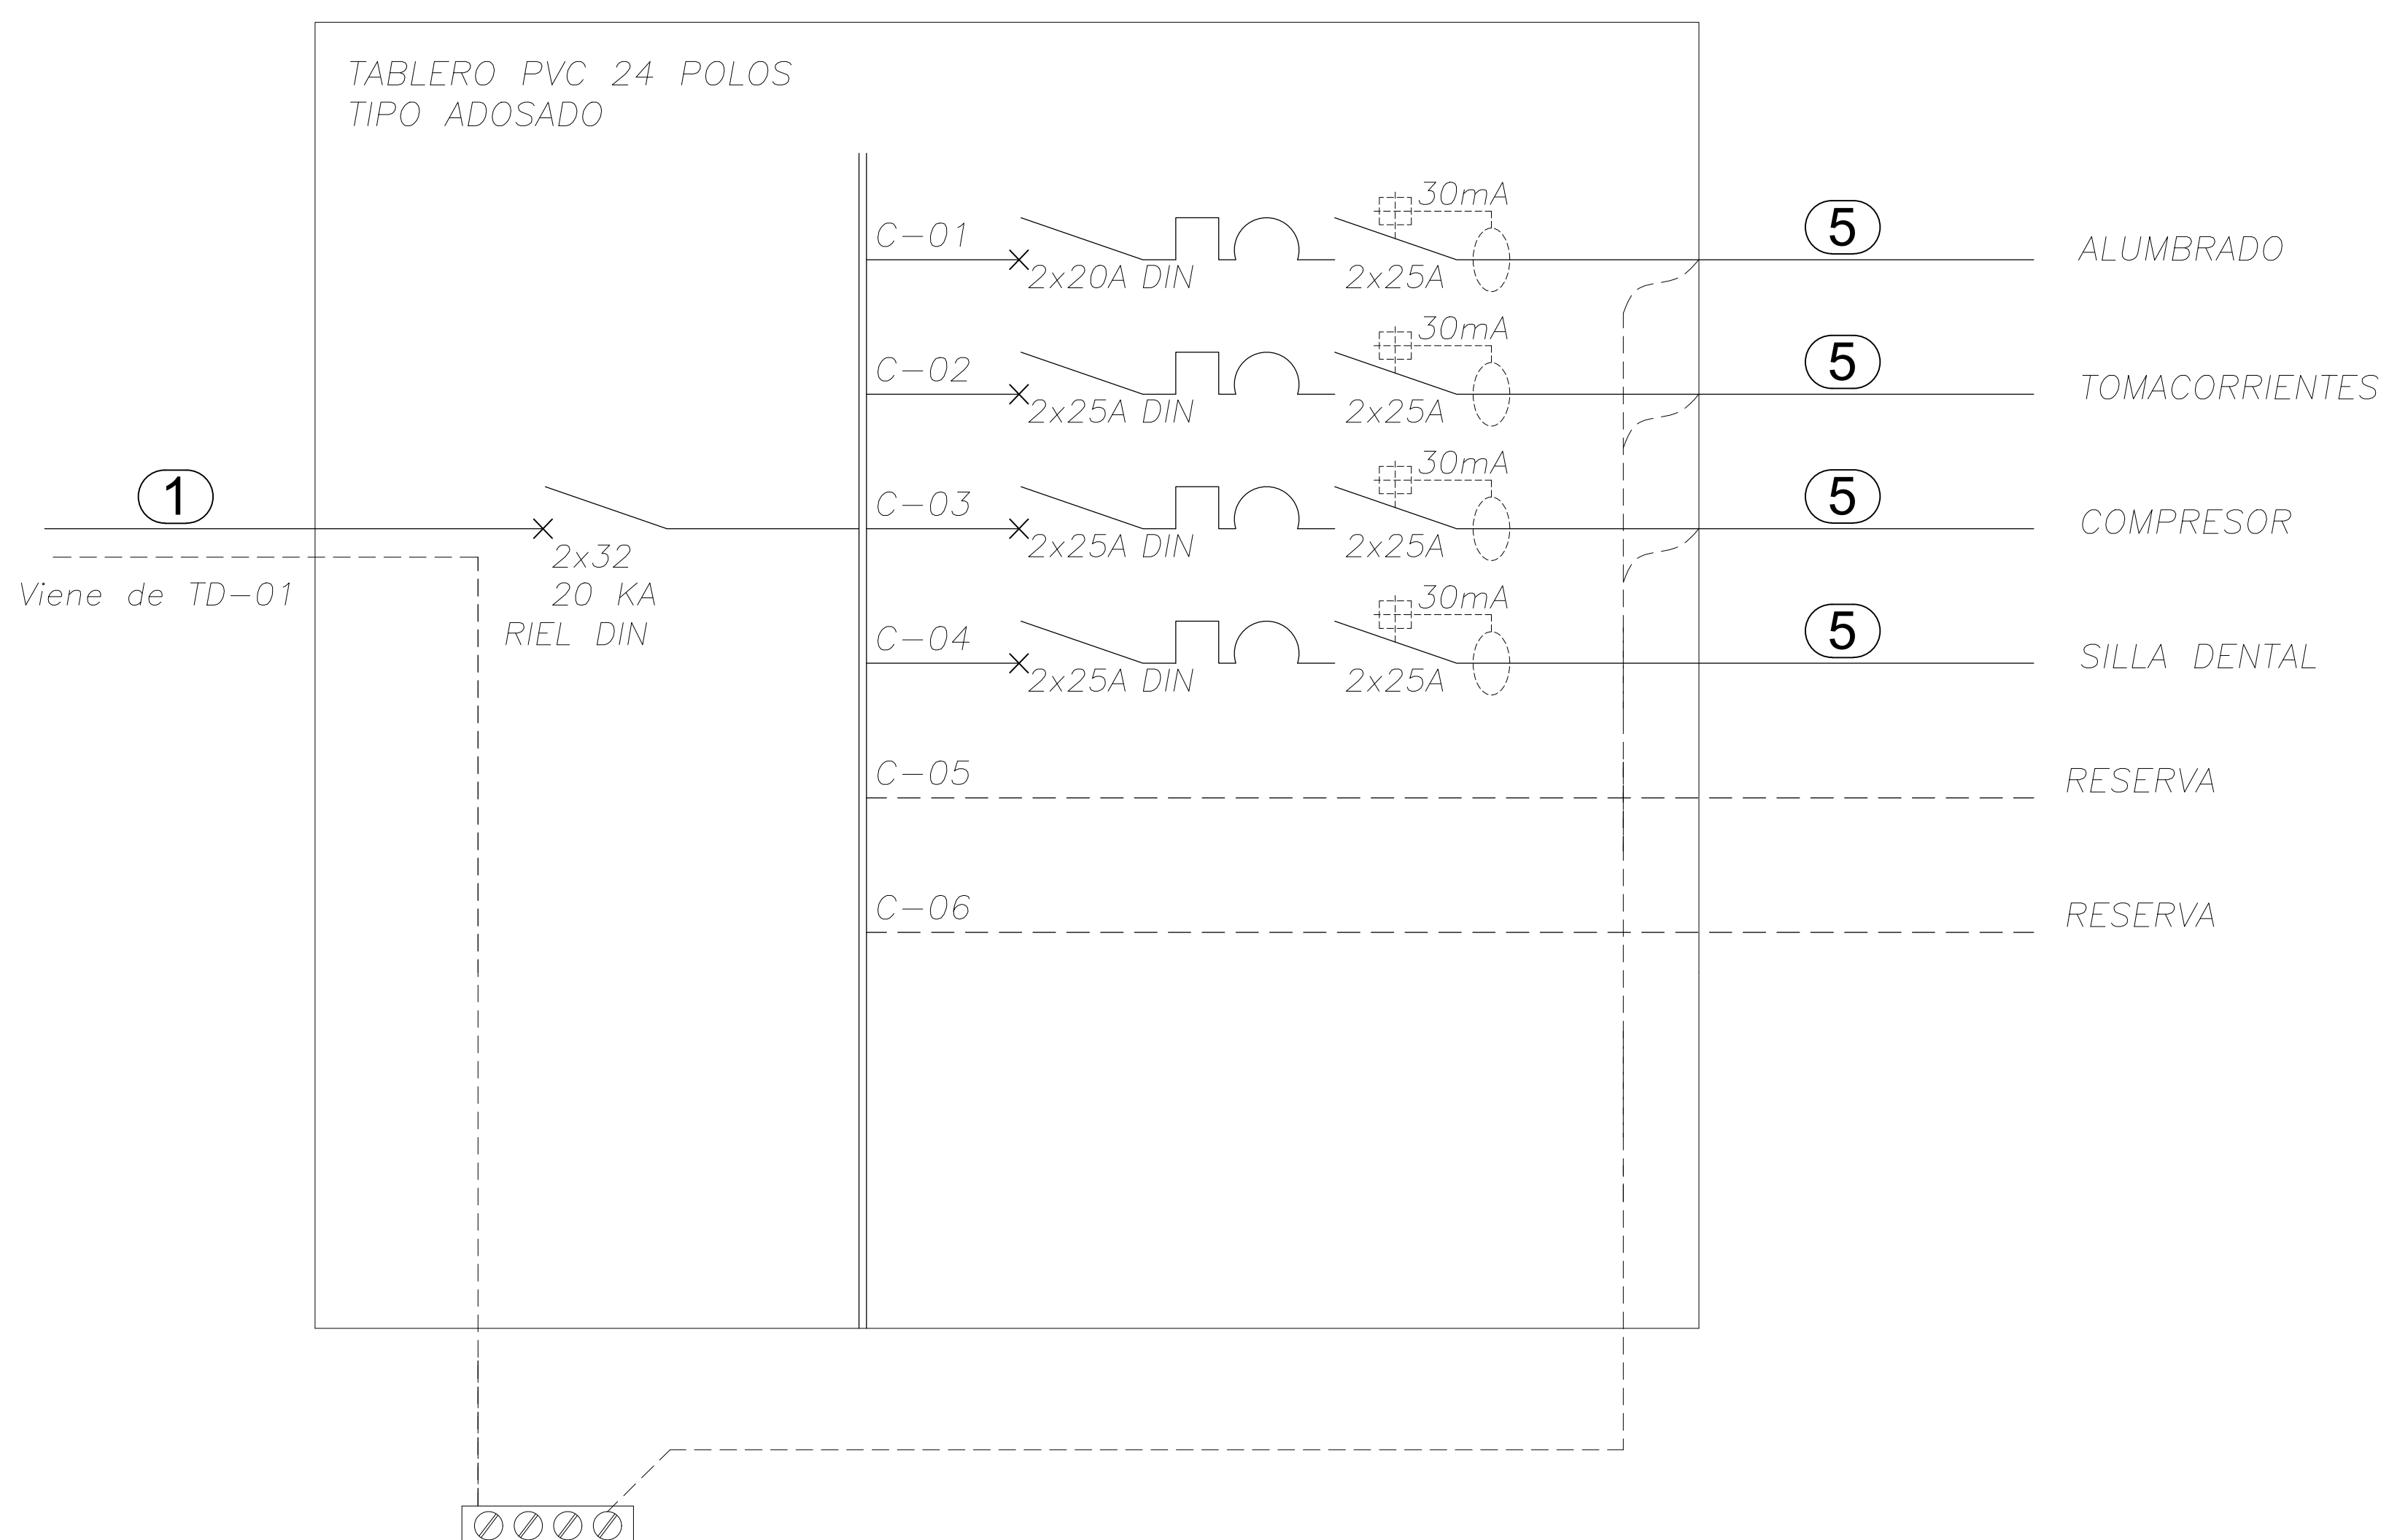 TABLERO PVC 24 POLOS
TIPO ADOSADO
C-01
2x20A DIN
30mA
2x25A
5
ALUMBRADO
C-02
2x25A DIN
30mA
2x25A
5
TOMACORRIENTES
1
Viene de TD-01
2x32
20 KA
RIEL DIN
C-03
2x25A DIN
30mA
2x25A
5
COMPRESOR
C-04
2x25A DIN
30mA
2x25A
5
SILLA DENTAL
C-05
RESERVA
C-06
RESERVA